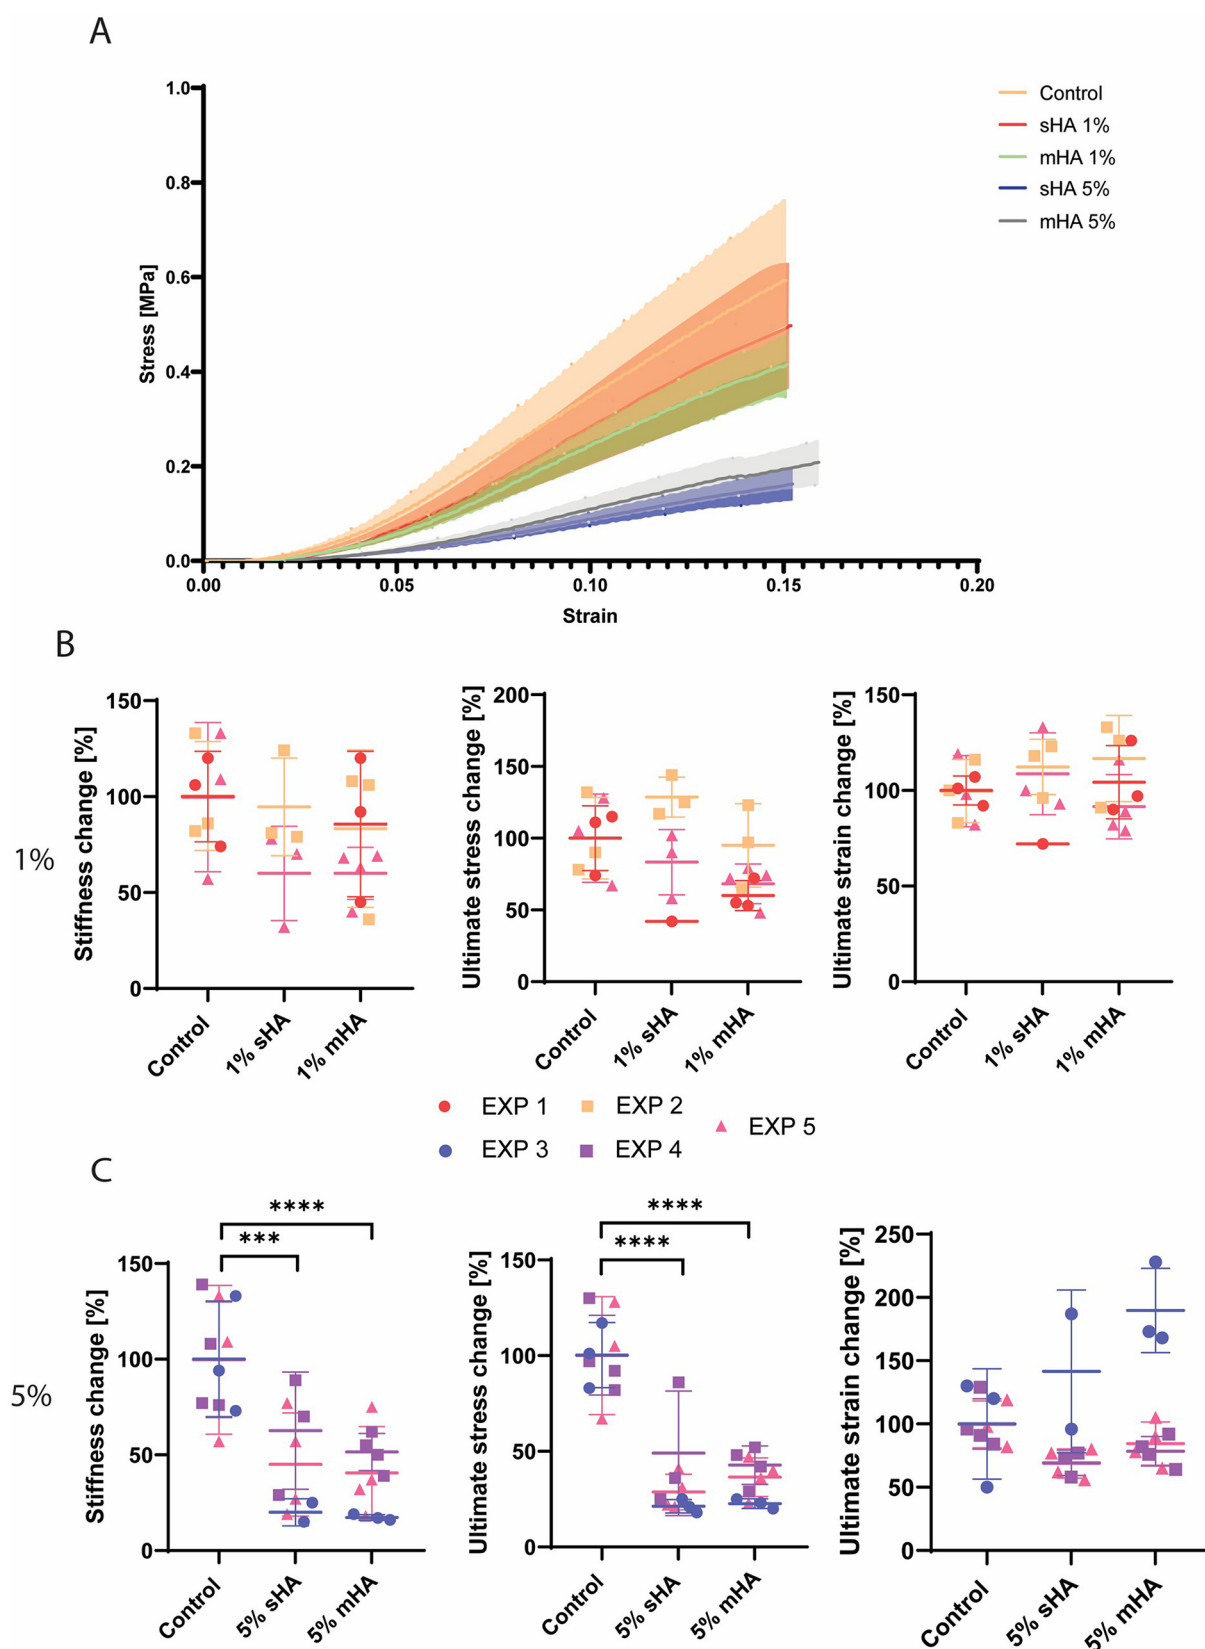 A
1.0
0.8
0.6
0.4
0.2
0.0
Stress [MPa]
0.00
0.05
0.10
0.15
0.20
Strain
Control
sHA 1%
mHA 1%
sHA 5%
mHA 5%
B
1%
Stiffness change [%]
150
100
50
0
Control
1% sHA
1% mHA
Ultimate stress change [%]
200
150
100
50
0
Control
1% sHA
1% mHA
Ultimate strain change [%]
150
100
50
0
Control
1% sHA
1% mHA
EXP 1
EXP 2
EXP 3
EXP 4
EXP 5
C
5%
Stiffness change [%]
150
100
50
0
****
***
Control
5% sHA
5% mHA
Ultimate stress change [%]
150
100
50
0
****
****
Control
5% sHA
5% mHA
Ultimate strain change [%]
250
200
150
100
50
0
Control
5% sHA
5% mHA